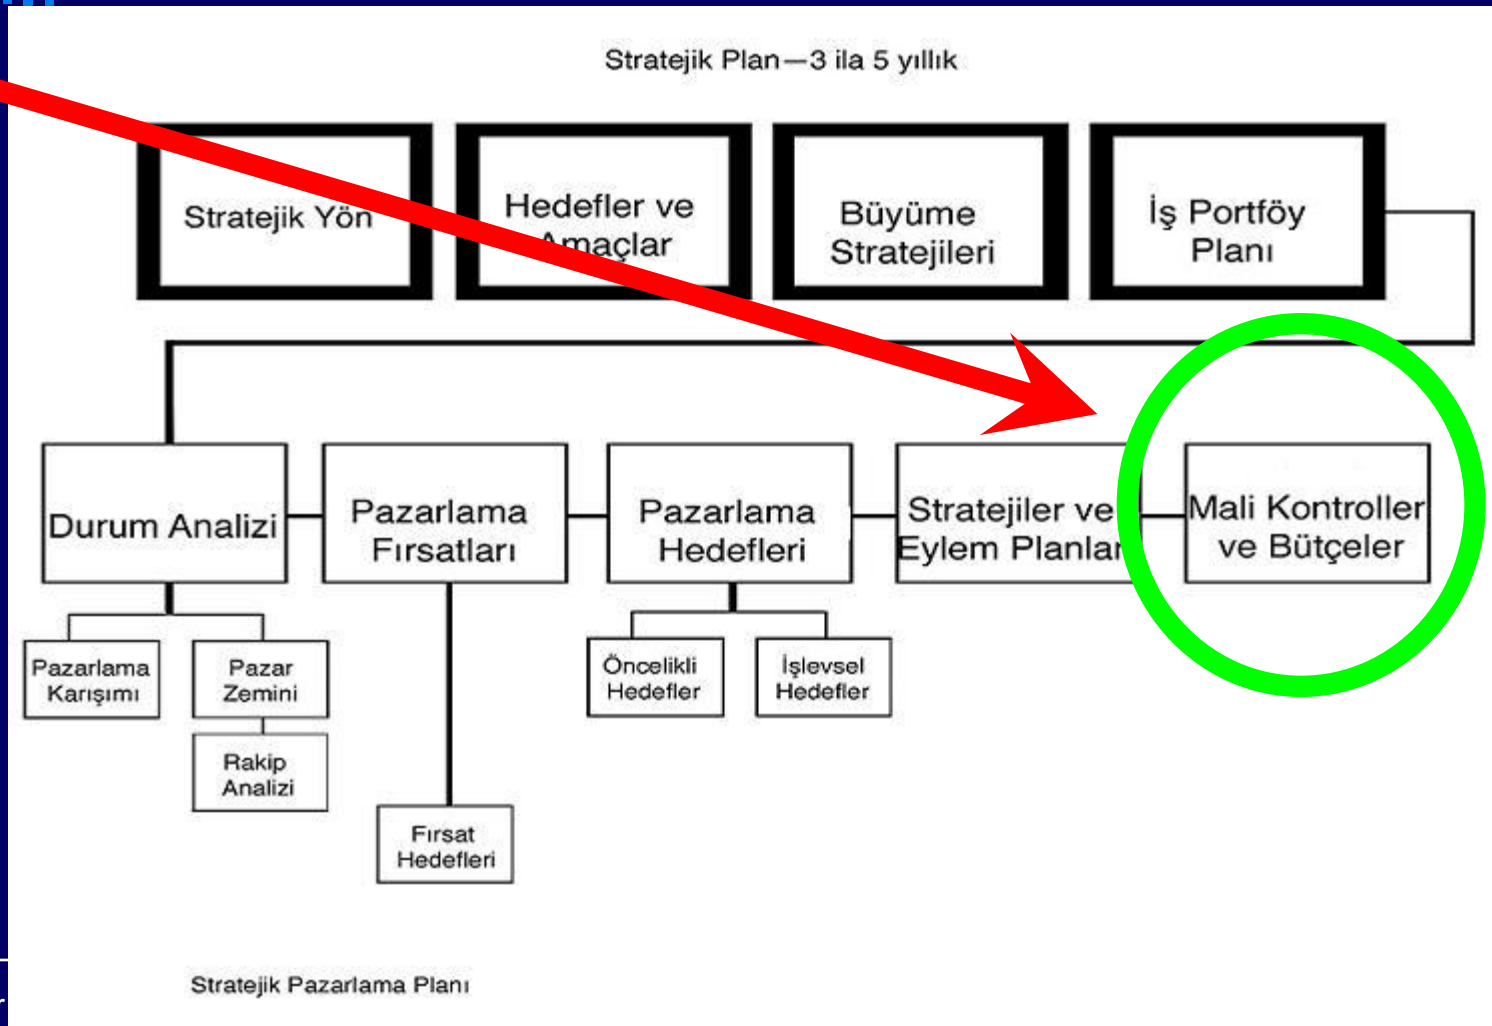 Stratejik Plan—3 ila 5 yıllık
Stratejik Yön
Hedefler ve
Amaçlar
Büyüme
Stratejileri
İş Portföy
Planı
Durum Analizi
Pazarlama
Fırsatları
Pazarlama
Hedefleri
Stratejiler ve
Eylem Planlar
Mali Kontroller
ve Bütçeler
Pazarlama
Karışımı
Pazar
Zemini
Rakip
Analizi
Fırsat
Hedefleri
Öncelikli
Hedefler
İşlevsel
Hedefler
Stratejik Pazarlama Planı